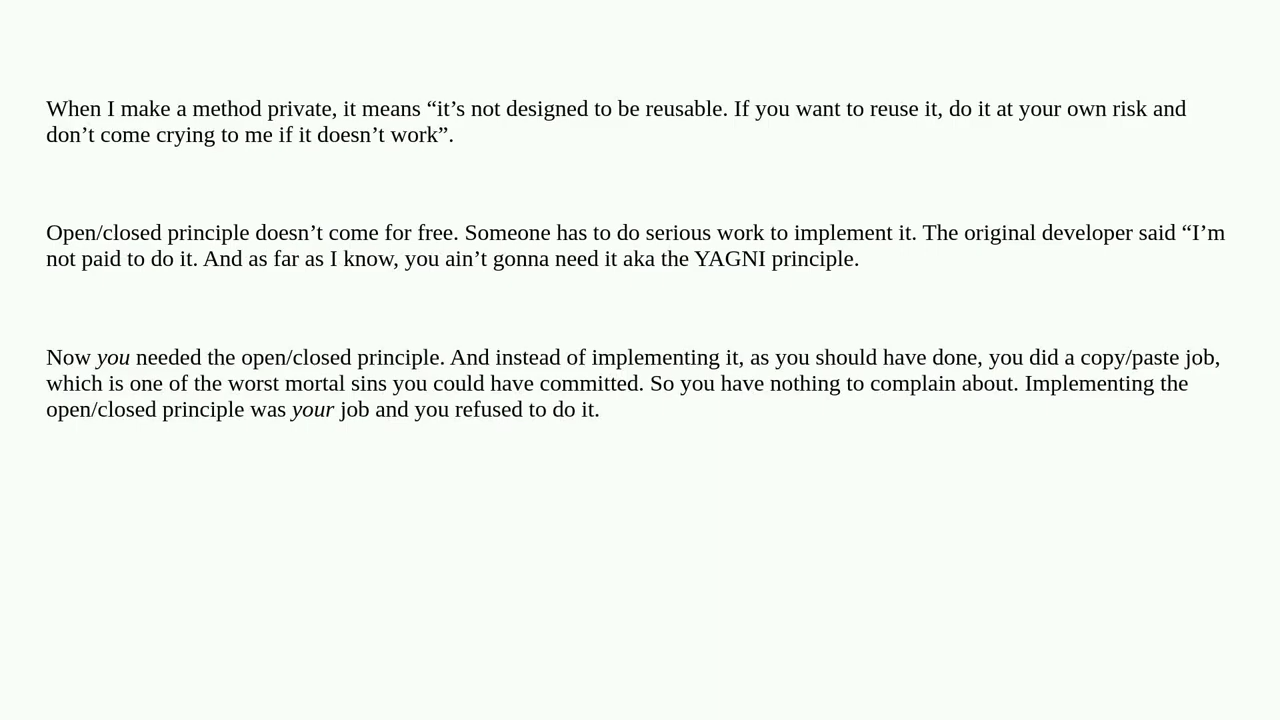 When I make a method private, it means “it’s not designed to be reusable. If you want to reuse it, do it at your own risk and
don’t come crying to me if it doesn’t work”.
Open/closed principle doesn’t come for free. Someone has to do serious work to implement it. The original developer said “I’m
not paid to do it. And as far as I know, you ain’t gonna need it aka the YAGNI principle.
Now you needed the open/closed principle. And instead of implementing it, as you should have done, you did a copy/paste job,
which is one of the worst mortal sins you could have committed. So you have nothing to complain about. Implementing the
open/closed principle was your job and you refused to do it.